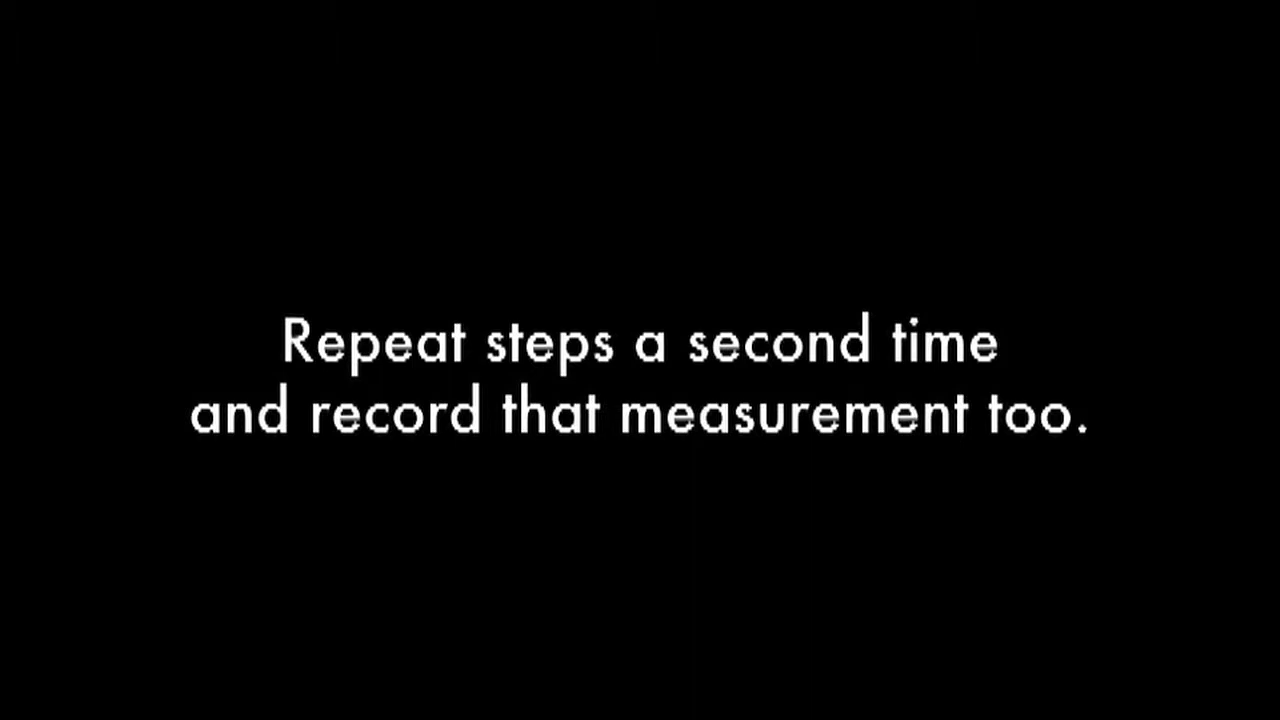 Repeat steps a second time
and record that measurement too.